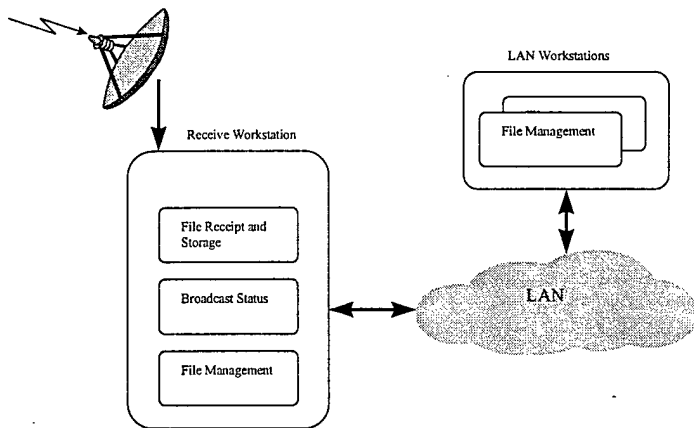 LAN Workstations
File Management
Receive Workstation
File Receipt and
Storage
Broadcast Status
File Management
LAN